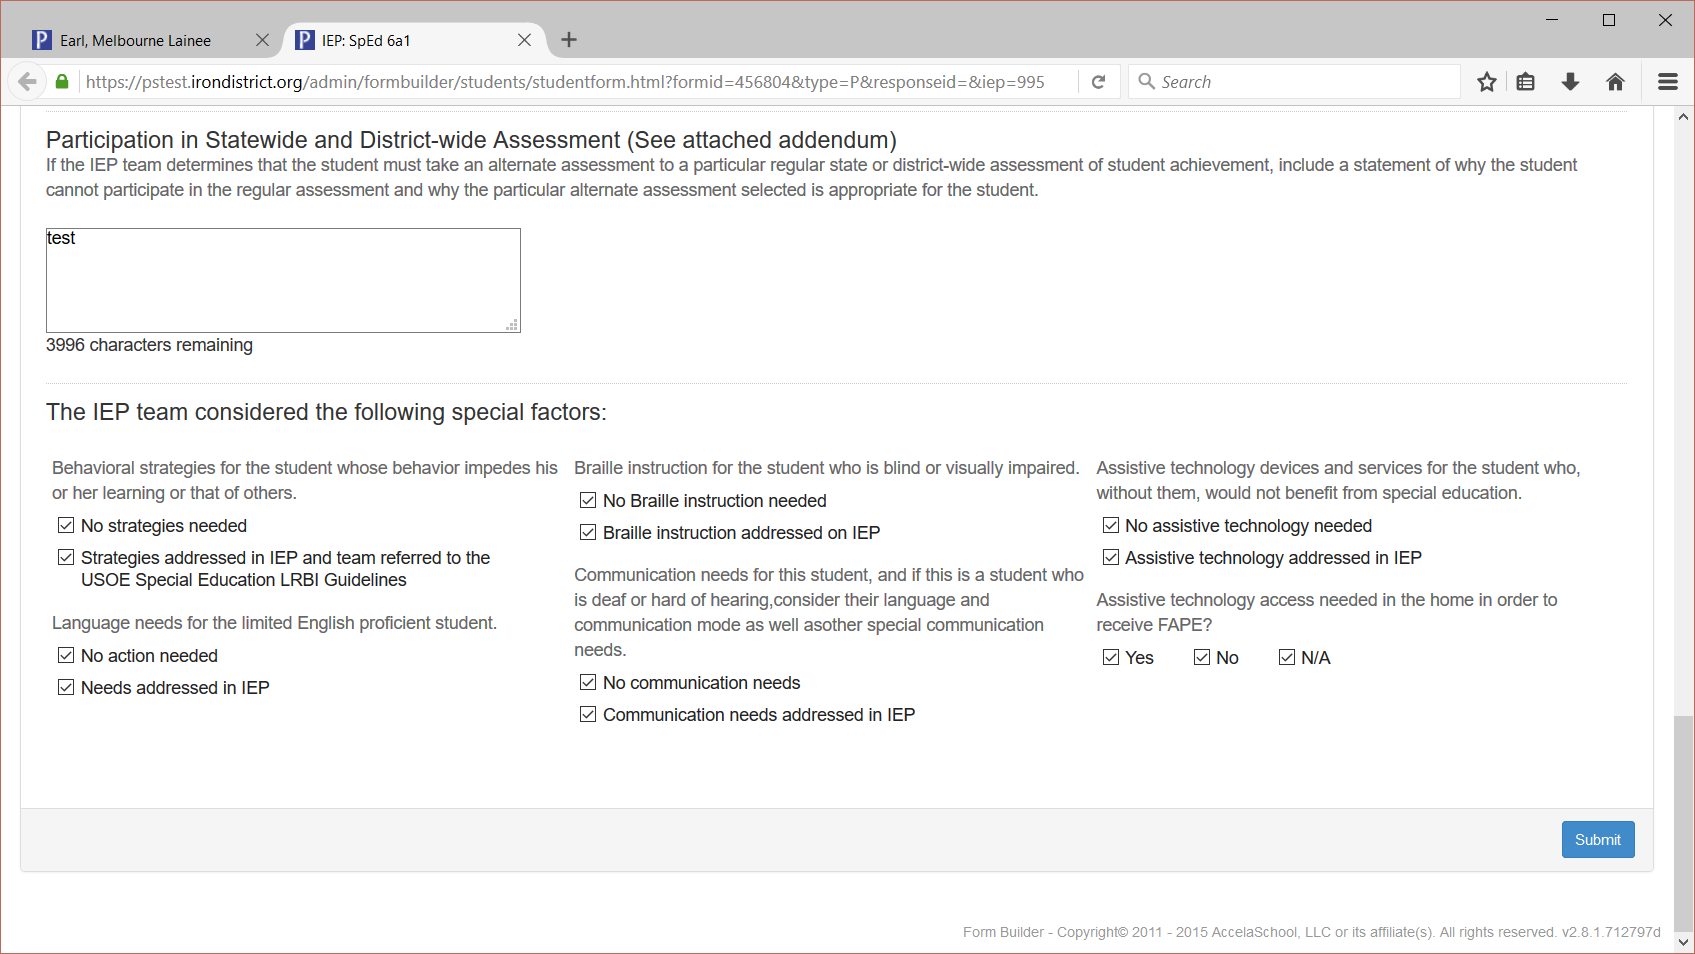 Earl, Melbourne Lainee
IEP: SpEd 6a1
https://pstest.irondistrict.org/admin/formbuilder/students/studentform.html?formid=456804&type=P&responseid=&iep=995
Search
Participation in Statewide and District-wide Assessment (See attached addendum)
If the IEP team determines that the student must take an alternate assessment to a particular regular state or district-wide assessment of student achievement, include a statement of why the student
cannot participate in the regular assessment and why the particular alternate assessment selected is appropriate for the student.
test
3996 characters remaining
The IEP team considered the following special factors:
Behavioral strategies for the student whose behavior impedes his
or her learning or that of others.
No strategies needed
Strategies addressed in IEP and team referred to the
USOE Special Education LRBI Guidelines
Language needs for the limited English proficient student.
No action needed
Needs addressed in IEP
Braille instruction for the student who is blind or visually impaired.
No Braille instruction needed
Braille instruction addressed on IEP
Communication needs for this student, and if this is a student who
is deaf or hard of hearing,consider their language and
communication mode as well asother special communication
needs.
No communication needs
Communication needs addressed in IEP
Assistive technology devices and services for the student who,
without them, would not benefit from special education.
No assistive technology needed
Assistive technology addressed in IEP
Assistive technology access needed in the home in order to
receive FAPE?
Yes No N/A
Submit
Form Builder - Copyright© 2011 - 2015 AccelaSchool, LLC or its affiliate(s). All rights reserved. v2.8.1.712797d